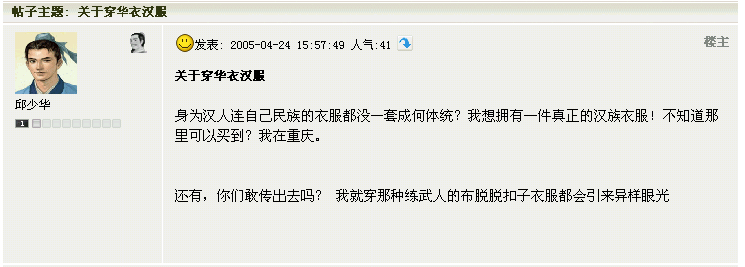 帖子主题: 关于穿华衣汉服
发表: 2005-04-24 15:57:49 人气:41
楼主
邱少华
1
关于穿华衣汉服
身为汉人连自己民族的衣服都没一套成何体统？我想拥有一件真正的汉族衣服！不知道那
里可以买到？我在重庆。
还有，你们敢传出去吗？ 我就穿那种练武人的布脱脱扣子衣服都会引来异样眼光